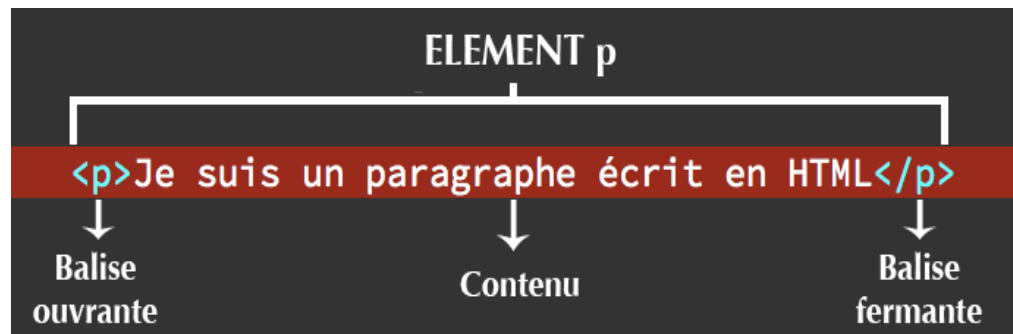 ELEMENT p
<p>Je suis un paragraphe écrit en HTML</p>
Balise
ouvrante
Contenu
Balise
fermante